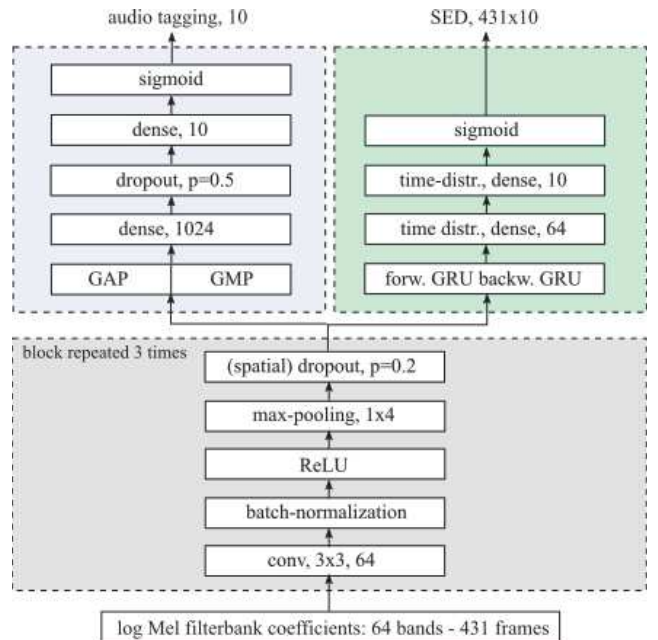 audio tagging, 10
SED, 431x10
sigmoid
dense, 10
dropout, p=0.5
dense, 1024
GAP
GMP
sigmoid
time-distr., dense, 10
time distr., dense, 64
forw. GRU backw. GRU
block repeated 3 times
(spatial) dropout, p=0.2
max-pooling, 1x4
ReLU
batch-normalization
conv, 3x3, 64
log Mel filterbank coefficients: 64 bands - 431 frames